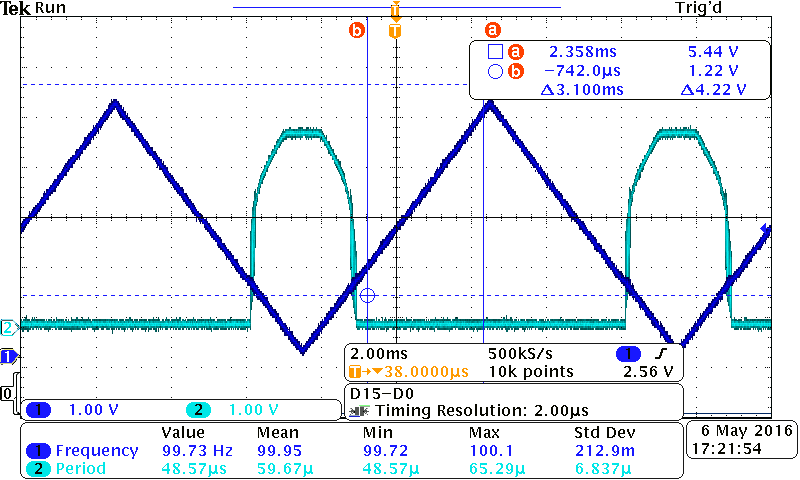 Tek Run Trig'd
b T a
a 2.358ms 5.44 V
b −742.0µs 1.22 V
Δ3.100ms Δ4.22 V
T
2
1
0
2.00ms 500kS/s 1
T→▼38.0000µs 10k points 2.56 V
D15-D0
Timing Resolution: 2.00µs
1 1.00 V 2 1.00 V
Value Mean Min Max Std Dev
1 Frequency 99.73 Hz 99.95 99.72 100.1 212.9m
2 Period 48.57µs 59.67µ 48.57µ 65.29µ 6.837µ
6 May 2016
17:21:54